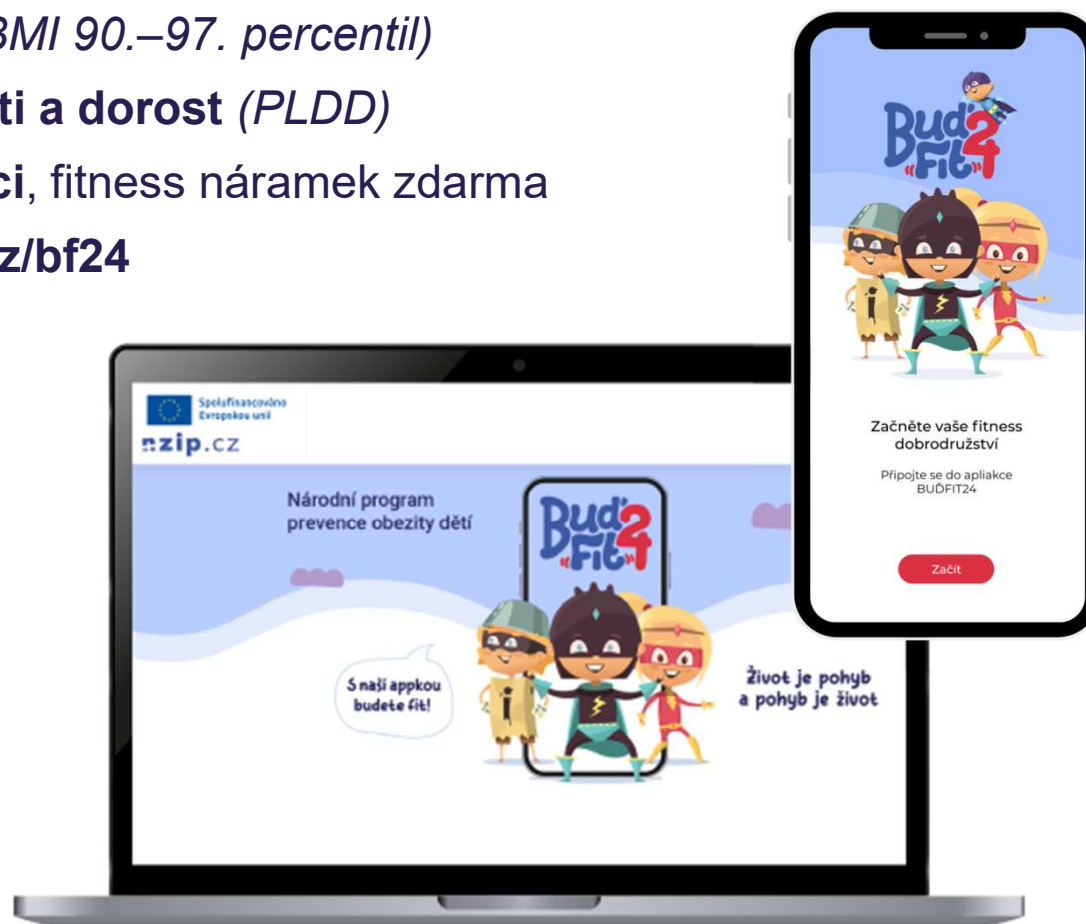 BMI 90.–97. percentil)
ti a dorost (PLDD)
ci, fitness náramek zdarma
z/bf24
Buď
Fit 24
Začněte vaše fitness
dobrodružství
Připojte se do apliakce
BUĎFIT24
Začít
Spolufinancováno
Evropskou unií
nzip.cz
Národní program
prevence obezity dětí
Buď
Fit 24
S naší appkou
budete fit!
Život je pohyb
a pohyb je život